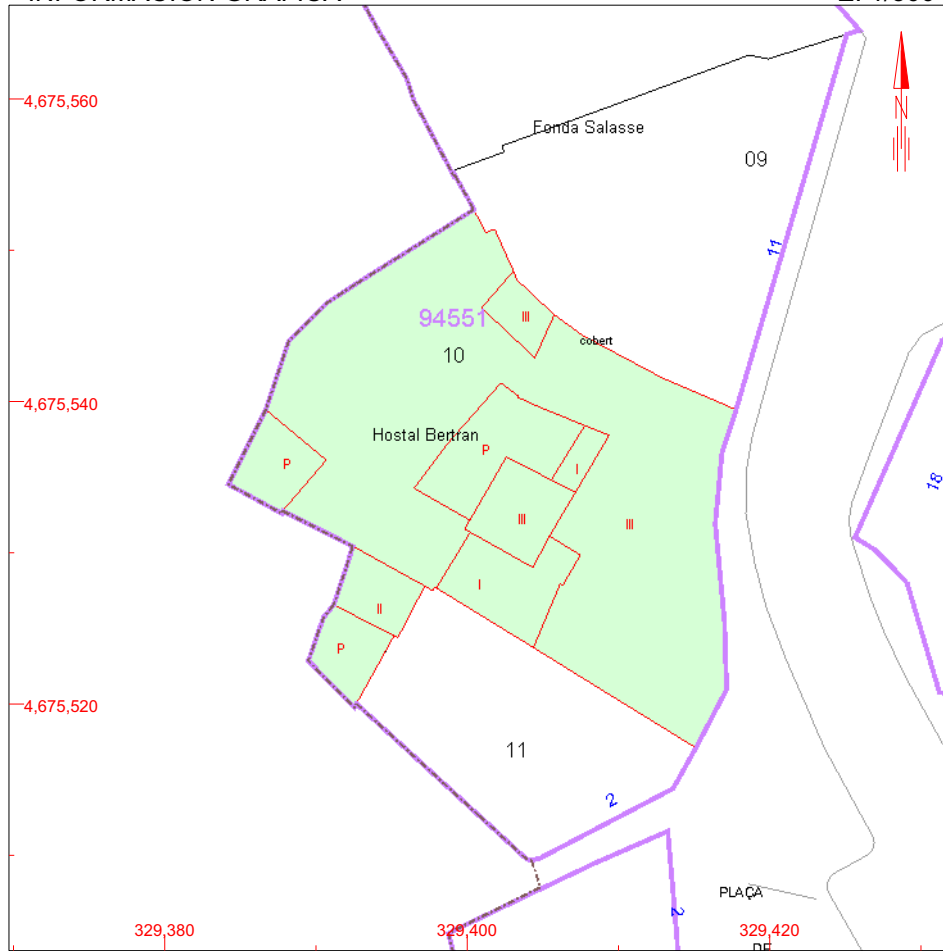 N
4,675,560
Fonda Salasse
09
11
94551
III
cobert
10
4,675,540
Hostal Bertran
P
P
I
18
III
III
I
II
P
4,675,520
11
2
PLAÇA
2
329,380
329,400
329,420